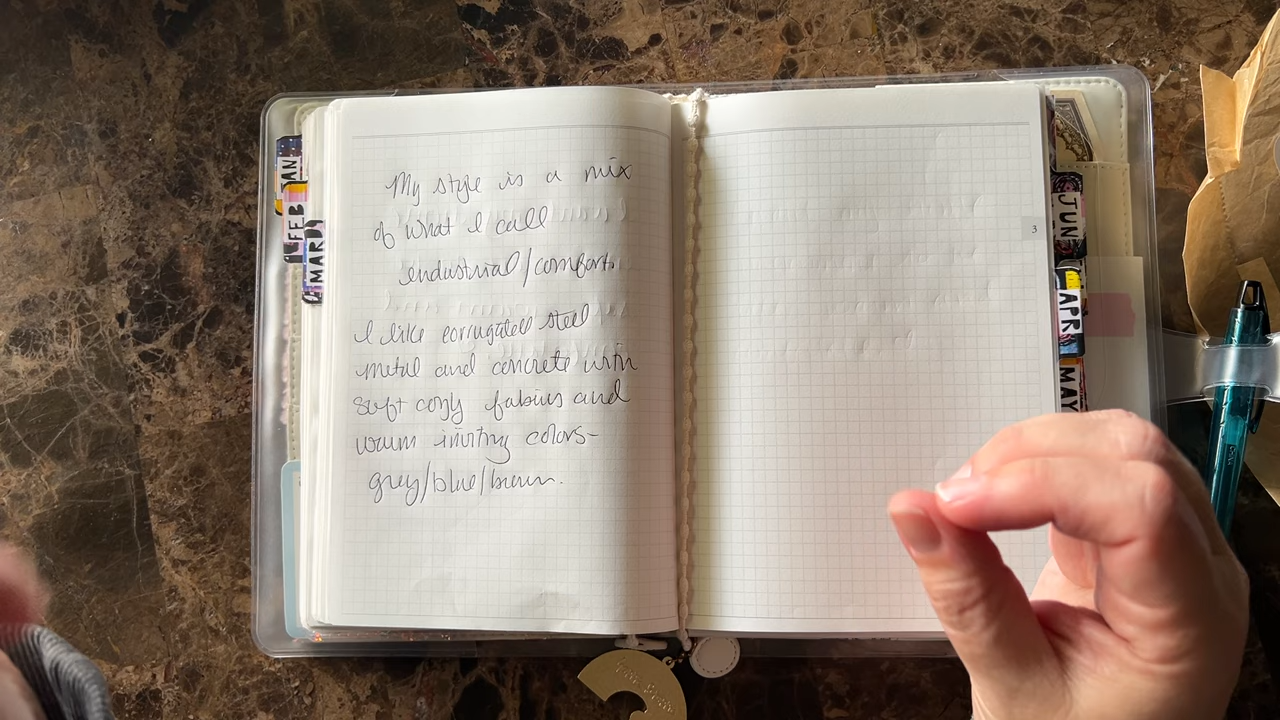 My style is a mix
of what I call
industrial/comfort.
I like corrugated steel
metal and concrete with
soft cozy fabrics and
warm inviting colors-
grey/blue/brown.
JAN
FEB
MAR
3
JUN
APR
MAY